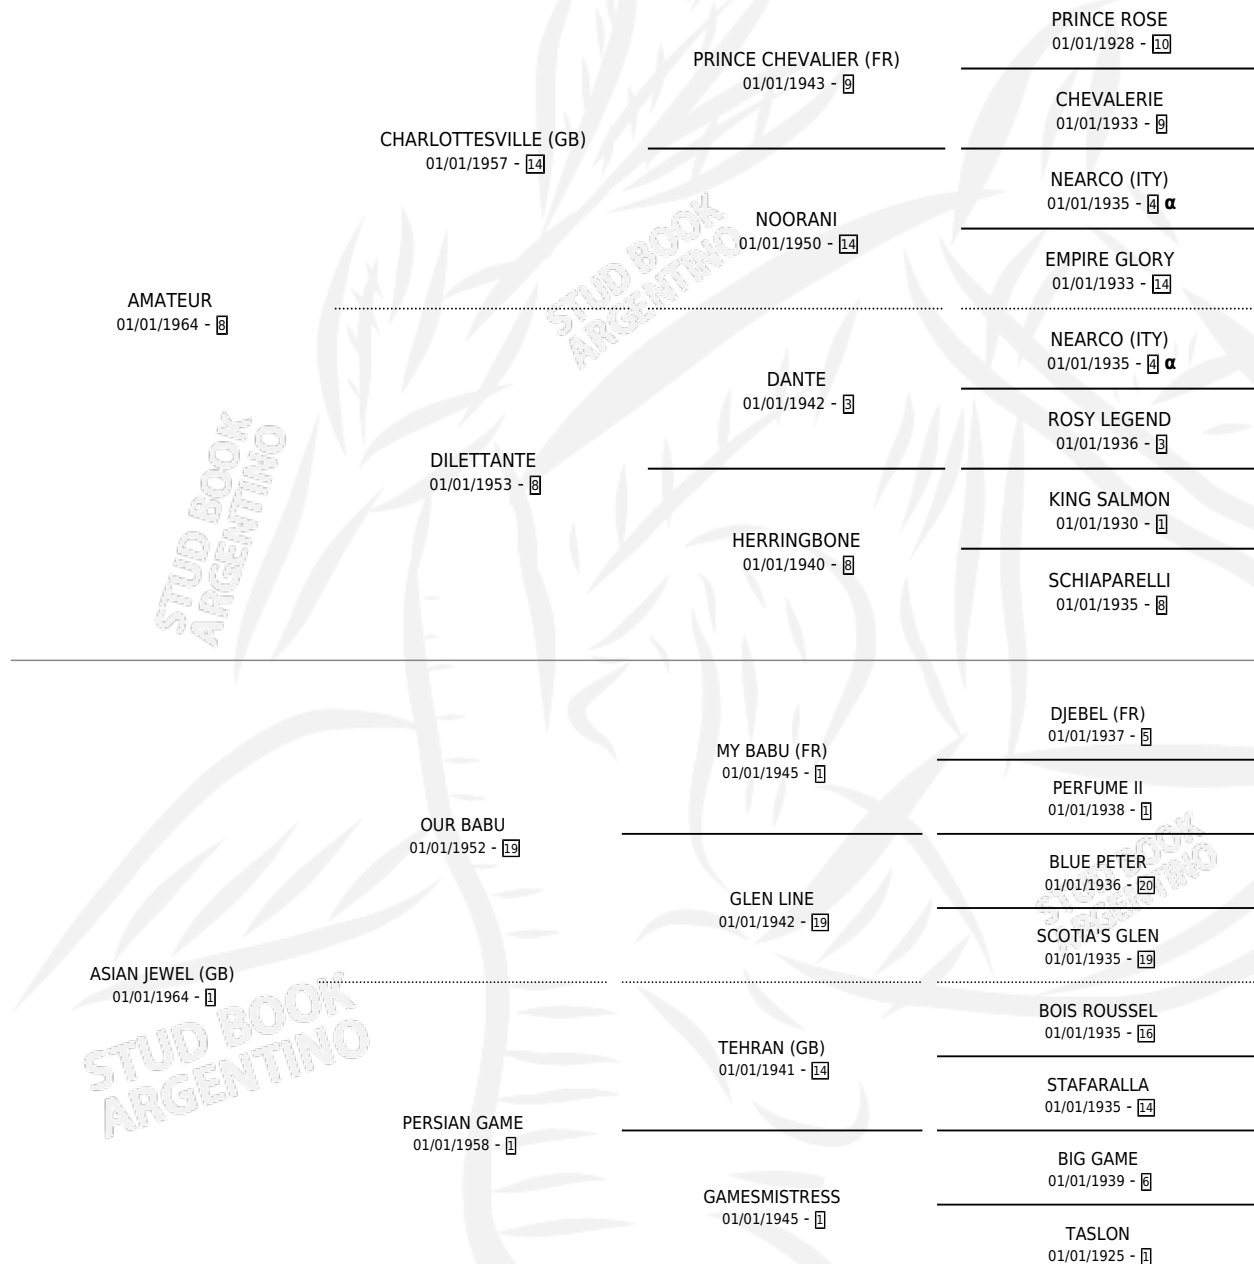 PRINCE ROSE
01/01/1928 - 10
PRINCE CHEVALIER (FR)
01/01/1943 - 9
CHEVALERIE
01/01/1933 - 9
CHARLOTTESVILLE (GB)
01/01/1957 - 14
NEARCO (ITY)
01/01/1935 - 4 α
NOORANI
01/01/1950 - 14
EMPIRE GLORY
01/01/1933 - 14
AMATEUR
01/01/1964 - 8
NEARCO (ITY)
01/01/1935 - 4 α
DANTE
01/01/1942 - 3
ROSY LEGEND
01/01/1936 - 3
DILETTANTE
01/01/1953 - 8
KING SALMON
01/01/1930 - 1
HERRINGBONE
01/01/1940 - 8
SCHIAPARELLI
01/01/1935 - 8
DJEBEL (FR)
01/01/1937 - 5
MY BABU (FR)
01/01/1945 - 1
PERFUME II
01/01/1938 - 1
OUR BABU
01/01/1952 - 19
BLUE PETER
01/01/1936 - 20
GLEN LINE
01/01/1942 - 19
SCOTIA'S GLEN
01/01/1935 - 19
ASIAN JEWEL (GB)
01/01/1964 - 1
BOIS ROUSSEL
01/01/1935 - 16
TEHRAN (GB)
01/01/1941 - 14
STAFARALLA
01/01/1935 - 14
PERSIAN GAME
01/01/1958 - 1
BIG GAME
01/01/1939 - 6
GAMESMISTRESS
01/01/1945 - 1
TASLON
01/01/1925 - 1
STUD BOOK
ARGENTINO
STUD BOOK
ARGENTINO
STUD BOOK
ARGENTINO
STUD BOOK
ARGENTINO